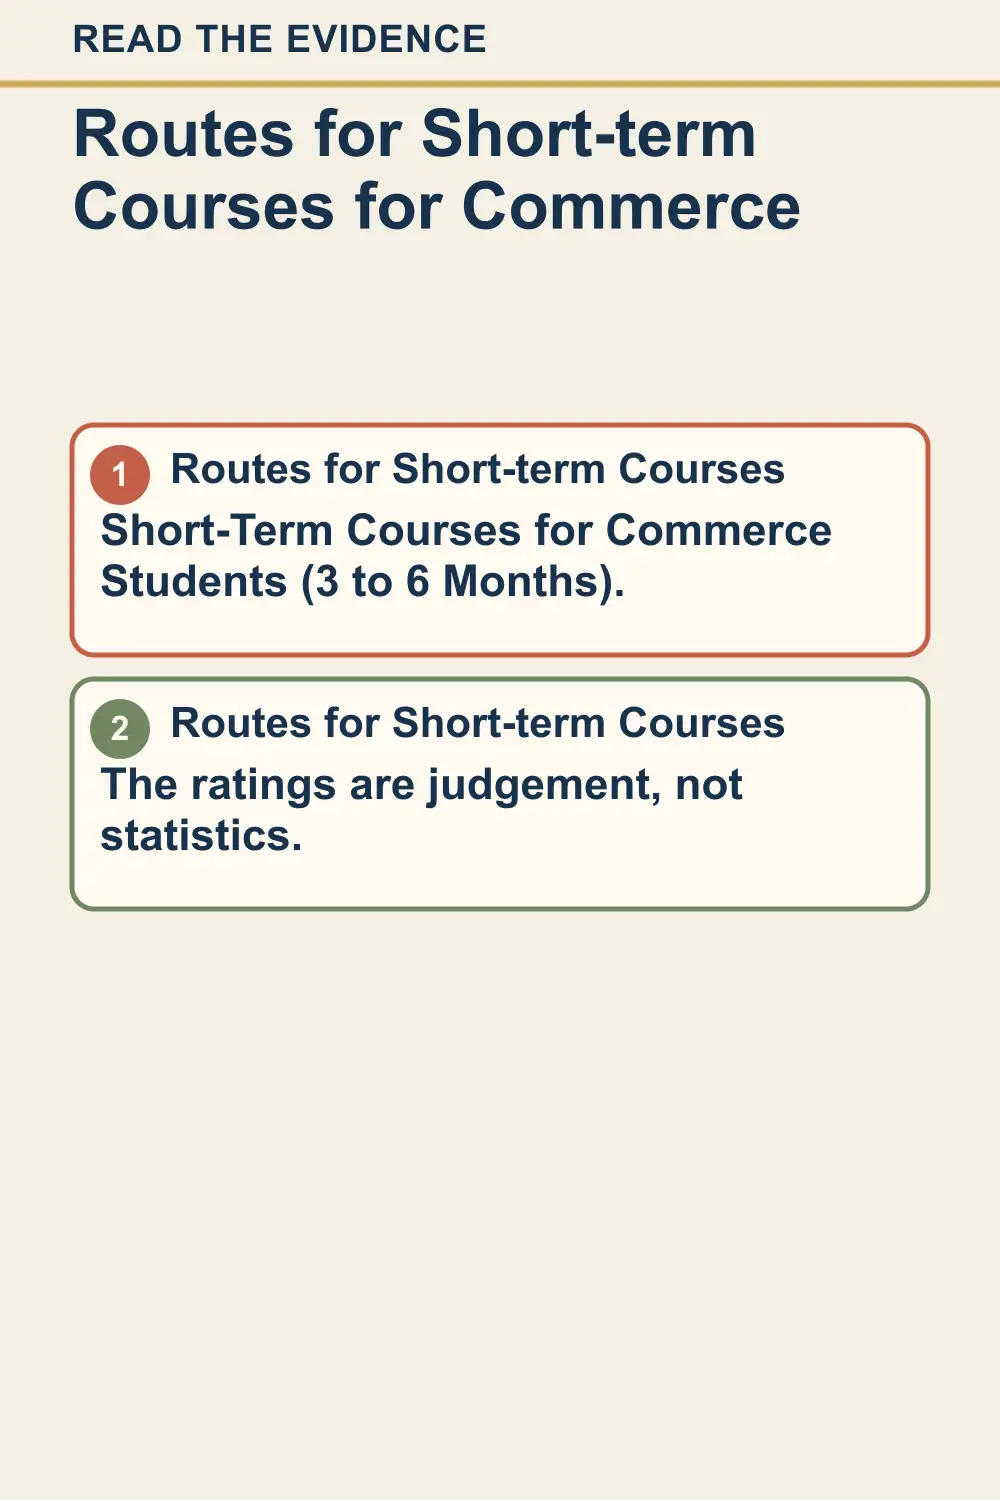 READ THE EVIDENCE
Routes for Short-term
Courses for Commerce
1 Routes for Short-term Courses
Short-Term Courses for Commerce
Students (3 to 6 Months).
2 Routes for Short-term Courses
The ratings are judgement, not
statistics.